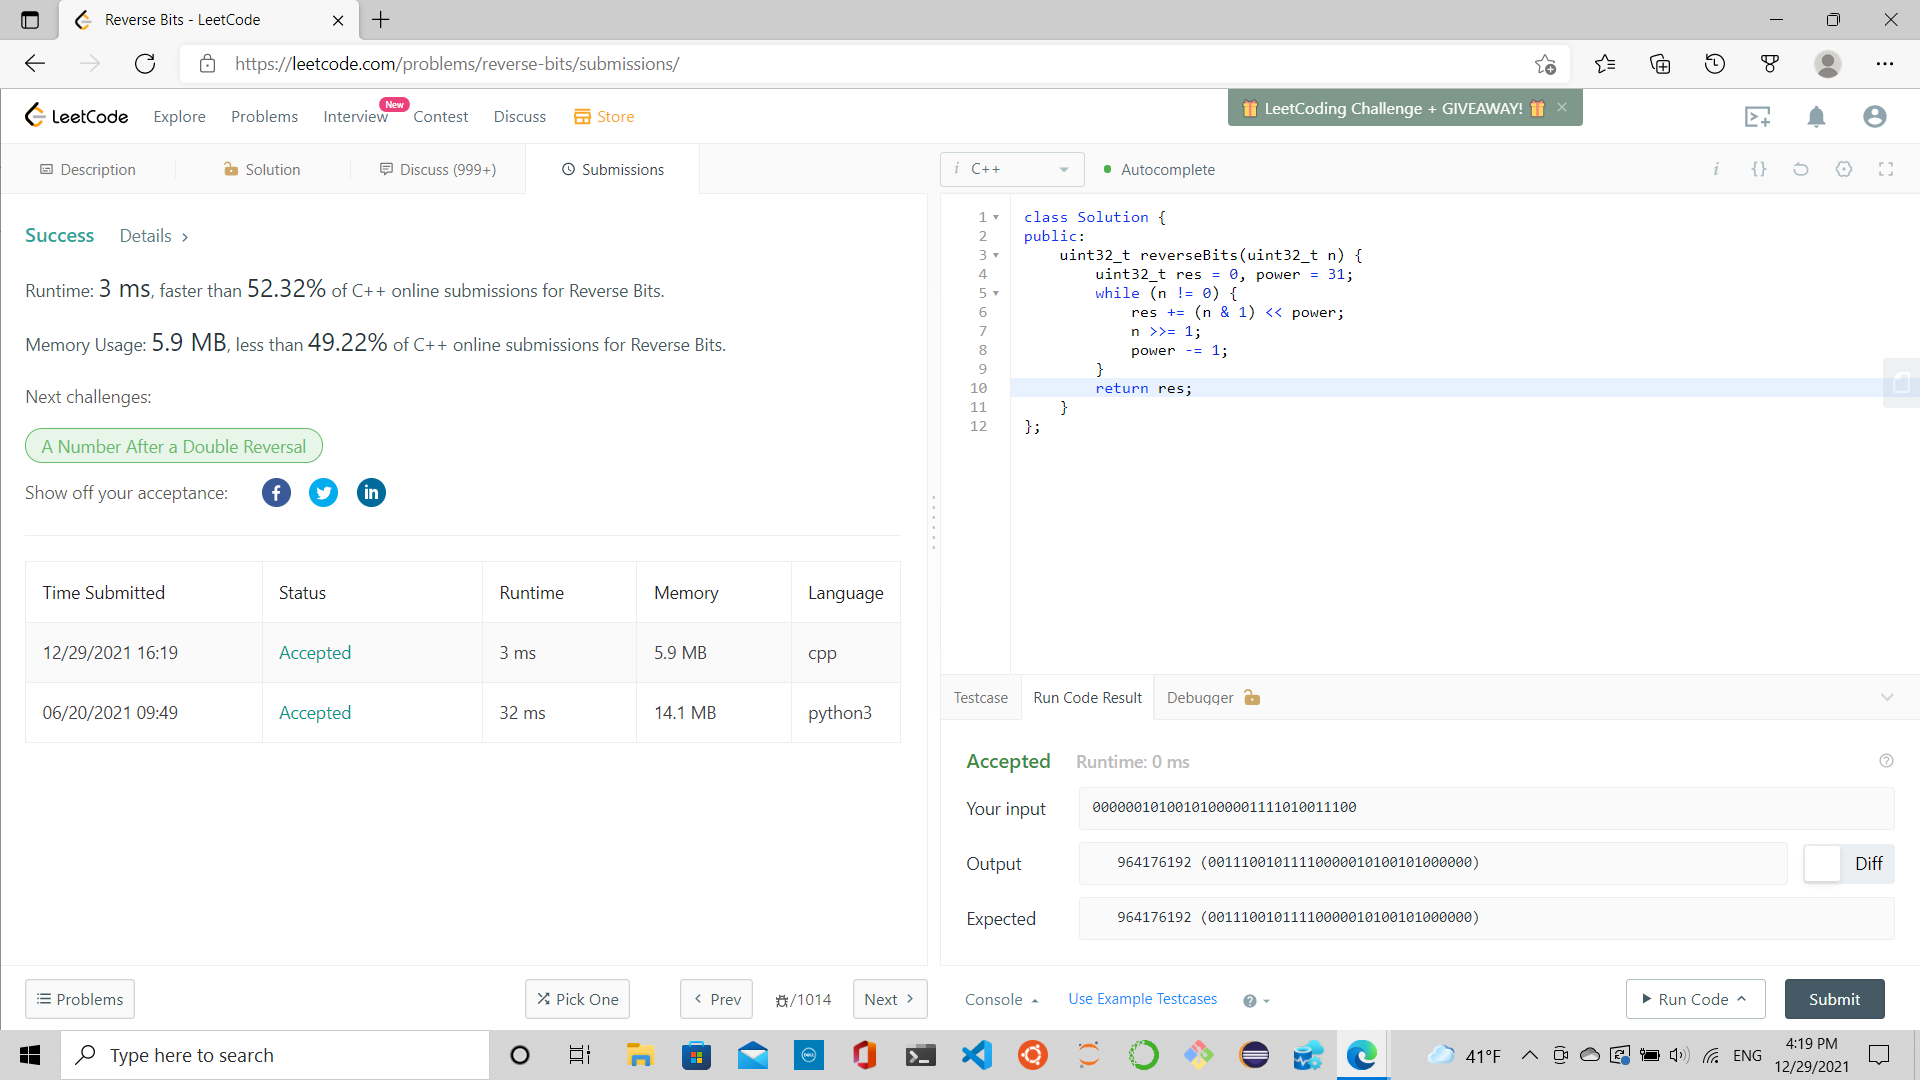 Reverse Bits - LeetCode
https://leetcode.com/problems/reverse-bits/submissions/
LeetCode
Explore
Problems
Interview
New
Contest
Discuss
Store
LeetCoding Challenge + GIVEAWAY!
Description
Solution
Discuss (999+)
Submissions
Success
Details
Runtime: 3 ms, faster than 52.32% of C++ online submissions for Reverse Bits.
Memory Usage: 5.9 MB, less than 49.22% of C++ online submissions for Reverse Bits.
Next challenges:
A Number After a Double Reversal
Show off your acceptance:
Time Submitted Status Runtime Memory Language
12/29/2021 16:19 Accepted 3 ms 5.9 MB cpp
06/20/2021 09:49 Accepted 32 ms 14.1 MB python3
Problems
Pick One
Prev
/1014
Next
i C++
Autocomplete
i {}
1 class Solution {
2 public:
3 uint32_t reverseBits(uint32_t n) {
4 uint32_t res = 0, power = 31;
5 while (n != 0) {
6 res += (n & 1) << power;
7 n >>= 1;
8 power -= 1;
9 }
10 return res;
11 }
12 };
Testcase
Run Code Result
Debugger
Accepted Runtime: 0 ms
Your input 00000010100101000001111010011100
Output 964176192 (00111001011110000010100101000000)
Diff
Expected 964176192 (00111001011110000010100101000000)
Console
Use Example Testcases
Run Code
Submit
Type here to search
41°F
ENG
4:19 PM
12/29/2021